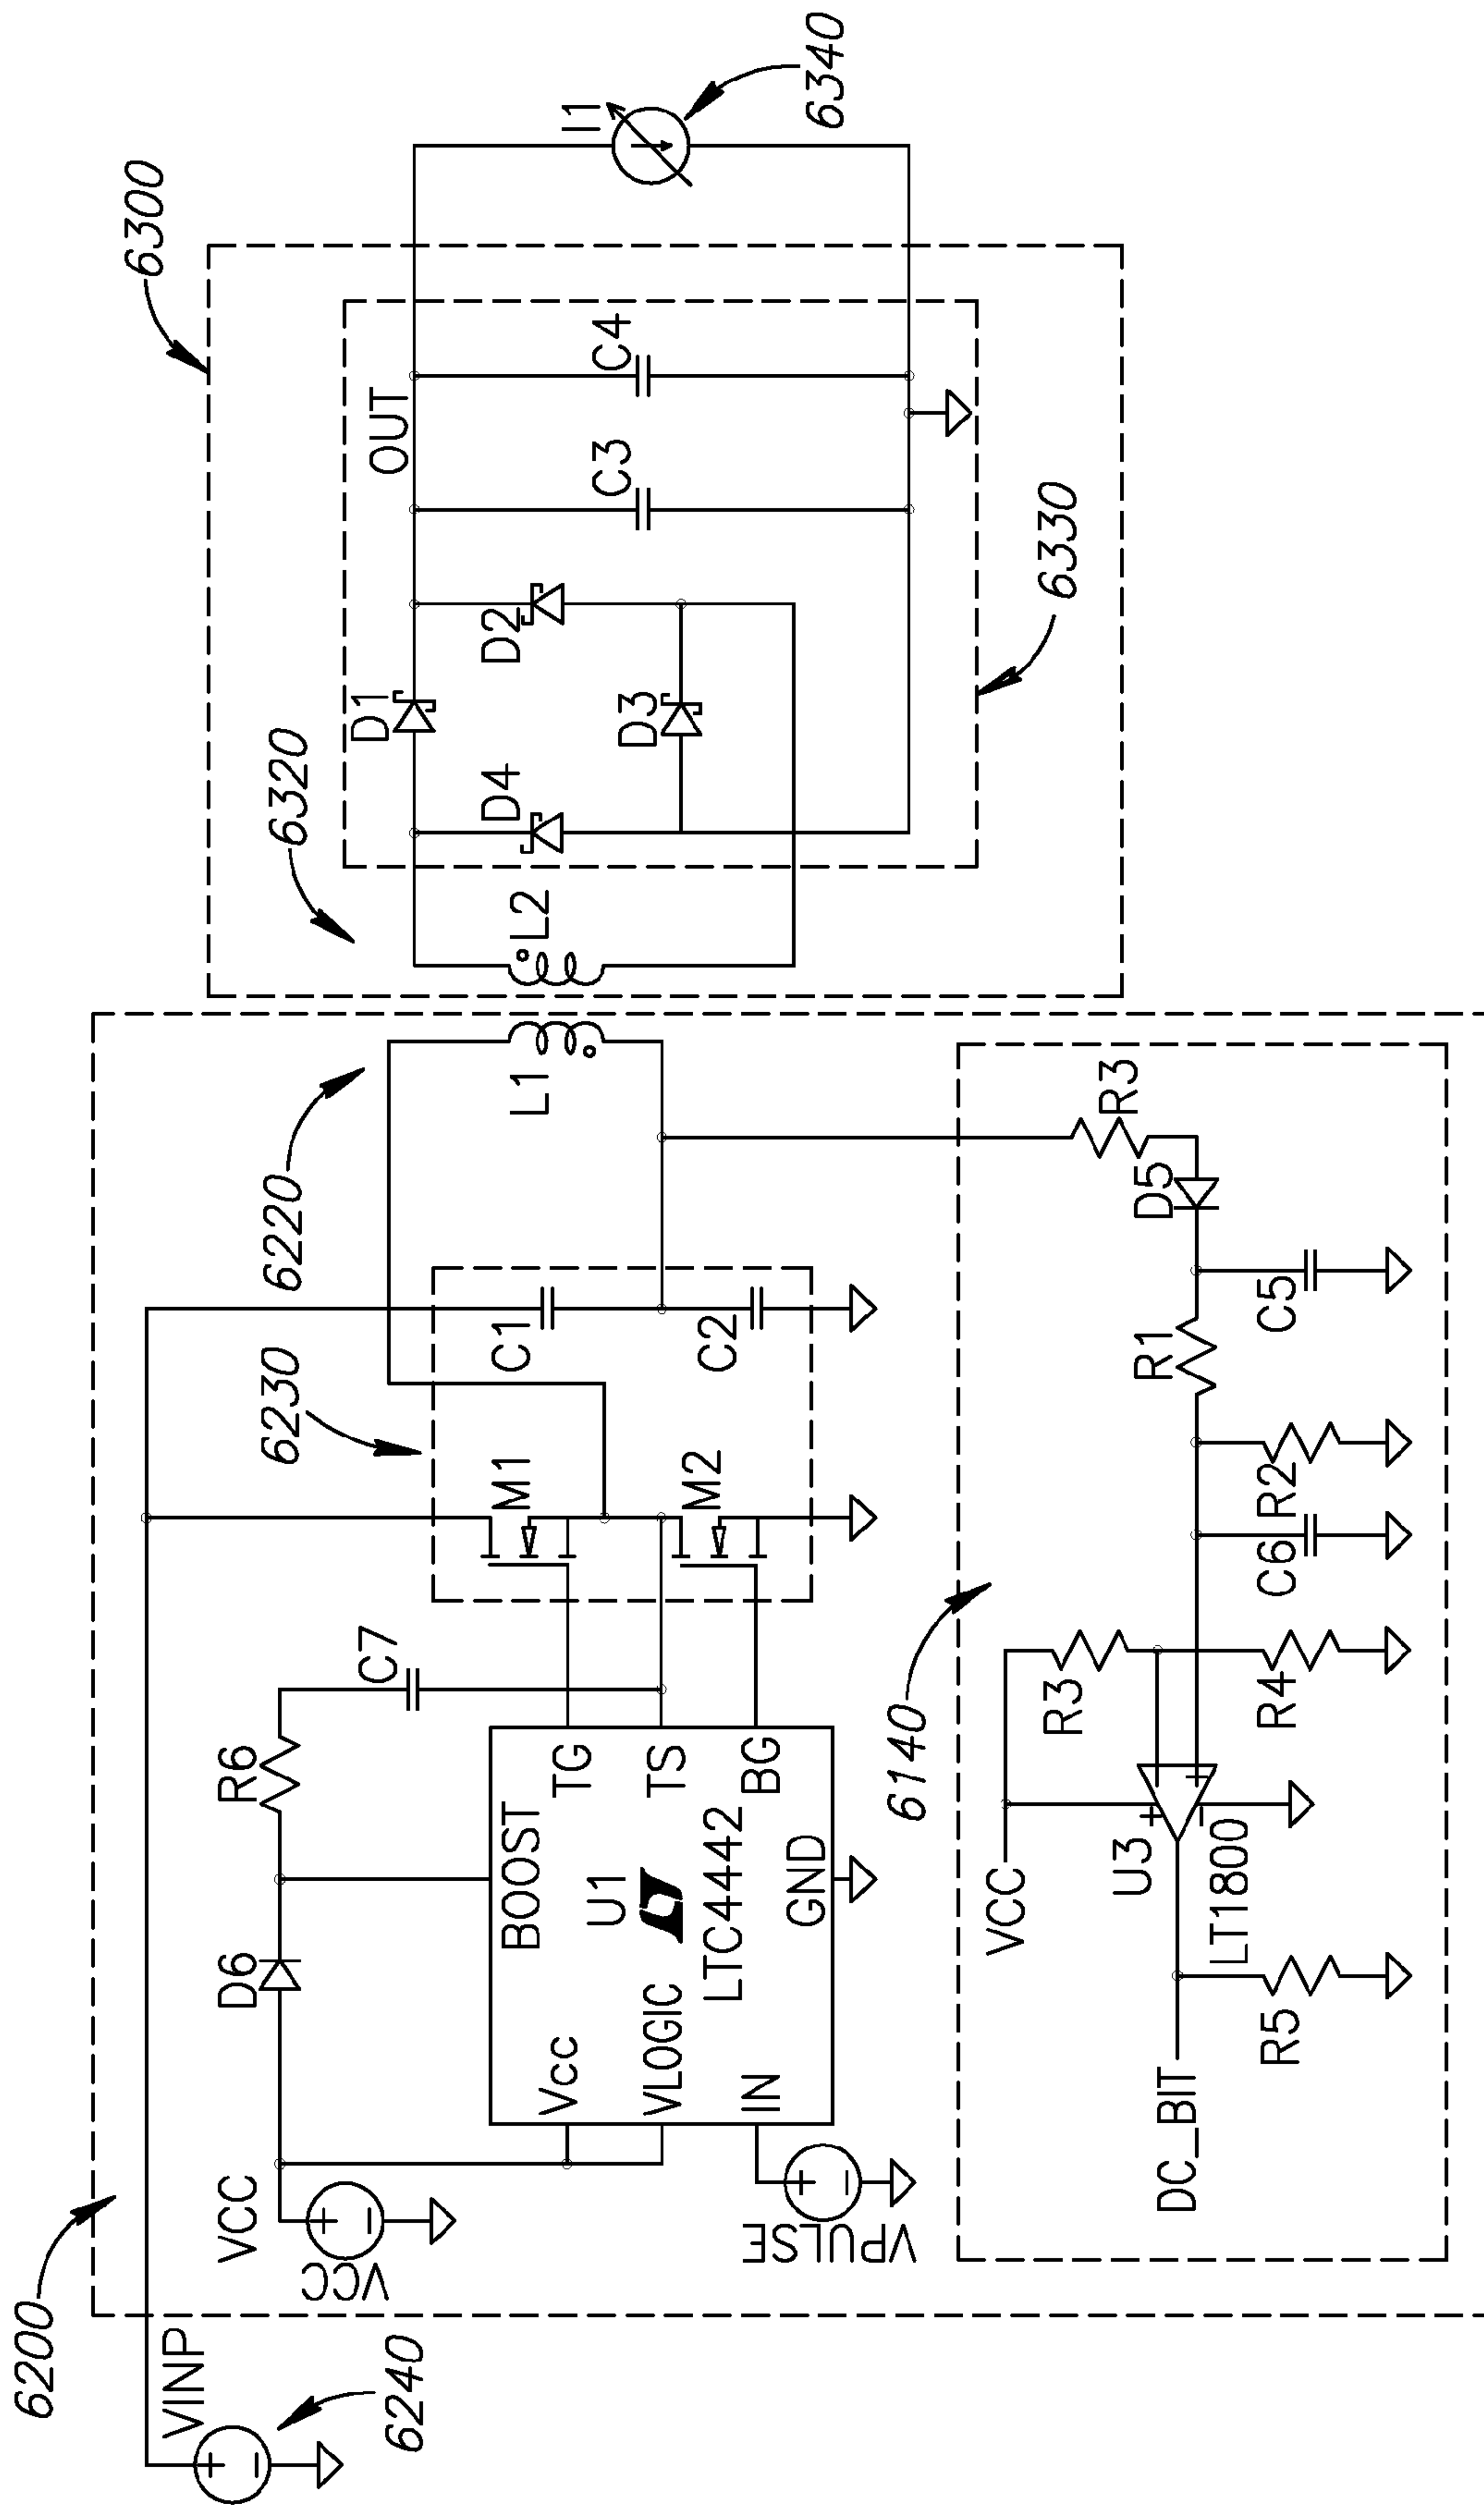 6200
VINP
6240
VCC
VCC
D6
R6
C7
BOOST
Vcc
U1
TG
VLOGIC
TS
LTC4442
IN
BG
GND
VPULSE
6230
M1
M2
C1
C2
6220
L1
6140
VCC
U3
+
LT1800
DC_BIT
R5
R3
R4
C6
R2
R1
C5
D5
R3
6300
6320
L2
D1
D4
D2
D3
OUT
C3
C4
6330
I1
6340